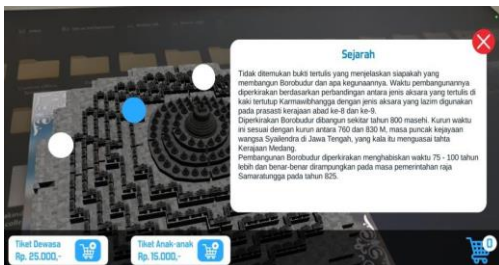 Sejarah
Tidak ditemukan bukti tertulis yang menjelaskan siapakah yang
membangun Borobudur dan apa kegunaannya. Waktu pembangunannya
diperkirakan berdasarkan perbandingan antara jenis aksara yang tertulis di
kaki tertutup Karmawibhangga dengan jenis aksara yang lazim digunakan
pada prasasti kerajaan abad ke-8 dan ke-9.
Diperkirakan Borobudur dibangun sekitar tahun 800 masehi. Kurun waktu
ini sesuai dengan kurun antara 760 dan 830 M, masa puncak kejayaan
wangsa Syailendra di Jawa Tengah, yang kala itu menguasai tahta
Kerajaan Medang.
Pembangunan Borobudur diperkirakan menghabiskan waktu 75 - 100 tahun
lebih dan benar-benar dirampungkan pada masa pemerintahan raja
Samaratungga pada tahun 825.
Tiket Dewasa
Rp. 25.000,-
Tiket Anak-anak
Rp. 15.000,-
0